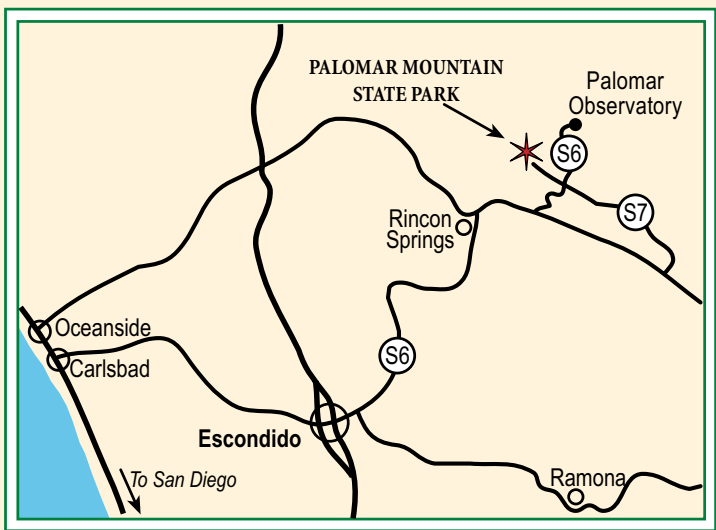 PALOMAR MOUNTAIN
STATE PARK
Palomar
Observatory
S6
S7
Rincon
Springs
Oceanside
Carlsbad
S6
Escondido
To San Diego
Ramona